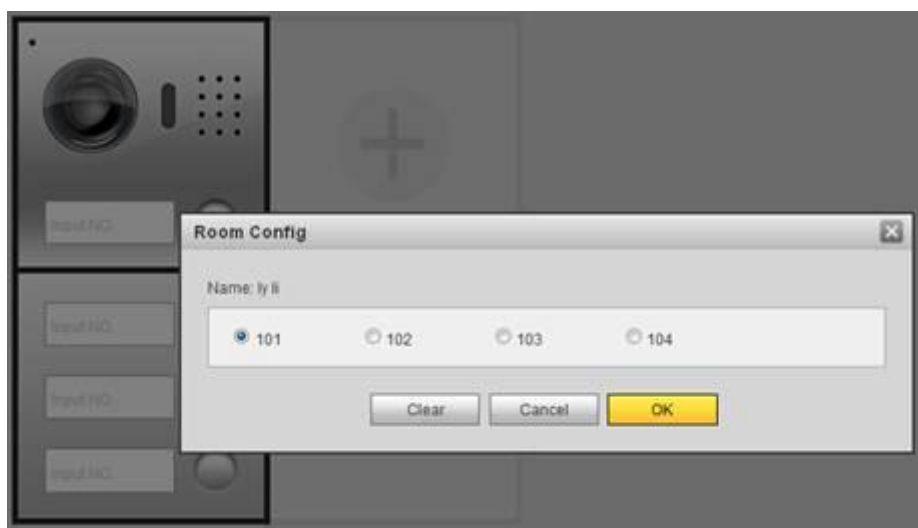 Input NO.
Room Config
Name: ly li
101 102 103 104
Input NO.
Input NO.
Clear Cancel OK
Input NO.